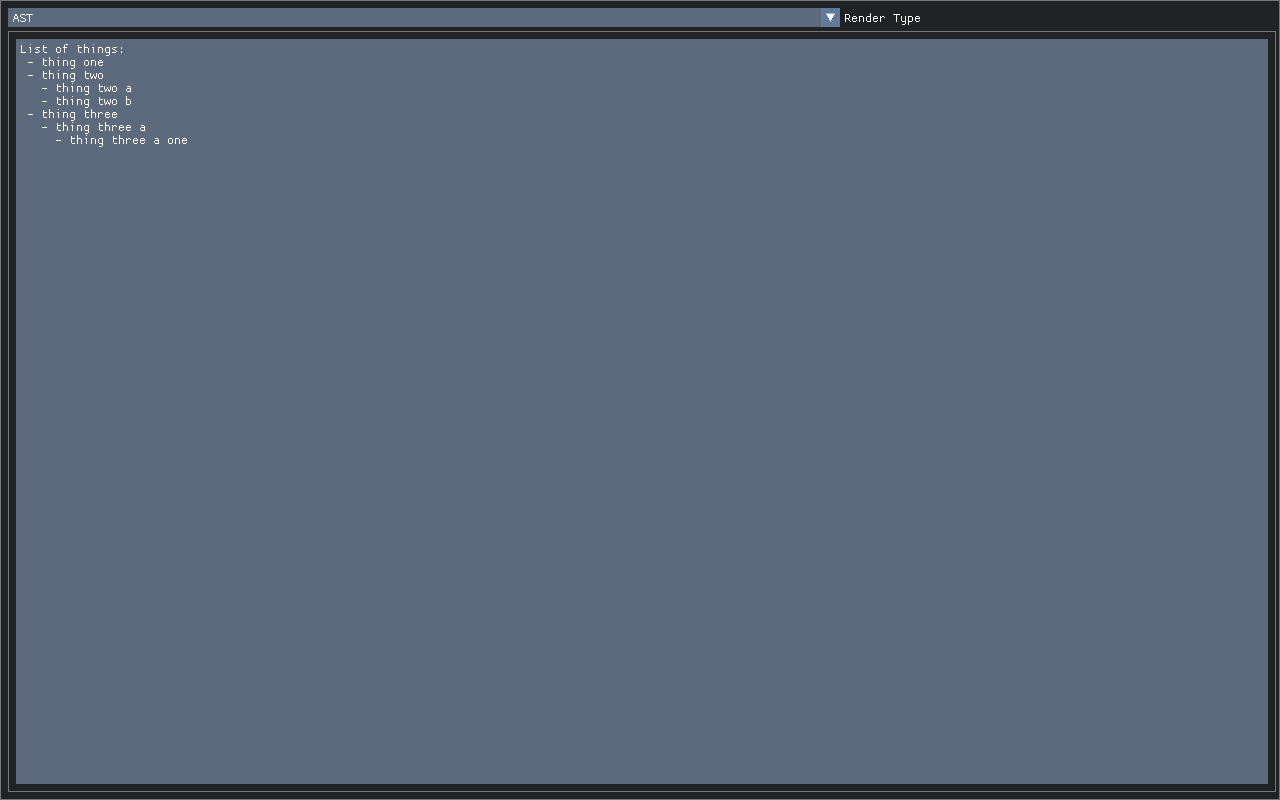 AST
Render Type
List of things:
 - thing one
 - thing two
   - thing two a
   - thing two b
 - thing three
   - thing three a
     - thing three a one